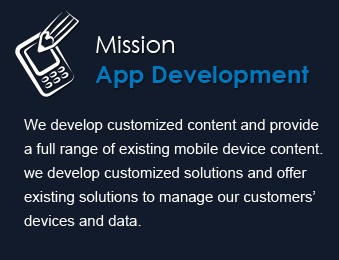 Mission
App Development
We develop customized content and provide
a full range of existing mobile device content.
we develop customized solutions and offer
existing solutions to manage our customers’
devices and data.